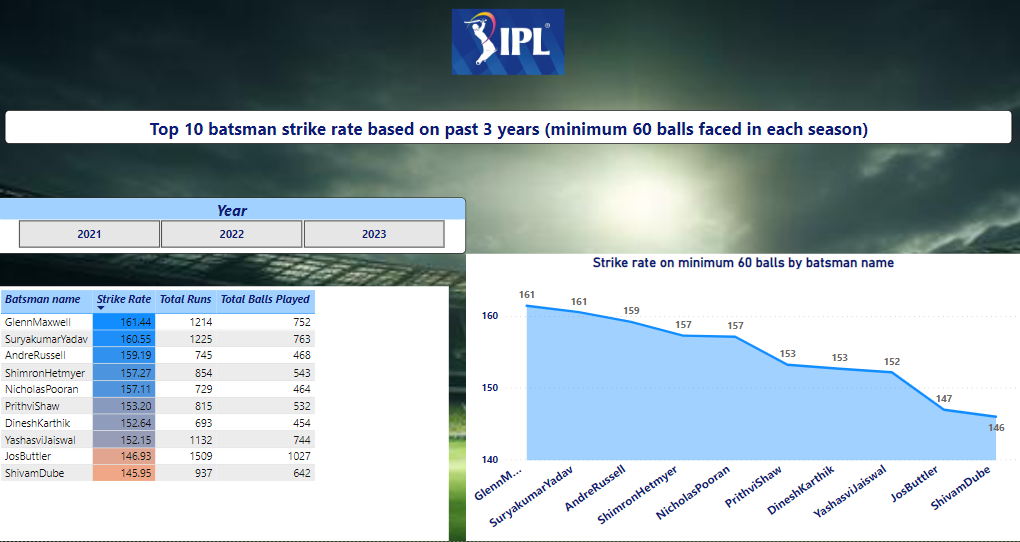 IPL
Top 10 batsman strike rate based on past 3 years (minimum 60 balls faced in each season)
Year
2021 2022 2023
Batsman name Strike Rate Total Runs Total Balls Played
GlennMaxwell 161.44 1214 752
SuryakumarYadav 160.55 1225 763
AndreRussell 159.19 745 468
ShimronHetmyer 157.27 854 543
NicholasPooran 157.11 729 464
PrithviShaw 153.20 815 532
DineshKarthik 152.64 693 454
YashasviJaiswal 152.15 1132 744
JosButtler 146.93 1509 1027
ShivamDube 145.95 937 642
Strike rate on minimum 60 balls by batsman name
161 161 159 157 157 153 153 152 147 146
160
150
140
GlennM... SuryakumarYadav AndreRussell ShimronHetmyer NicholasPooran PrithviShaw DineshKarthik YashasviJaiswal JosButtler ShivamDube